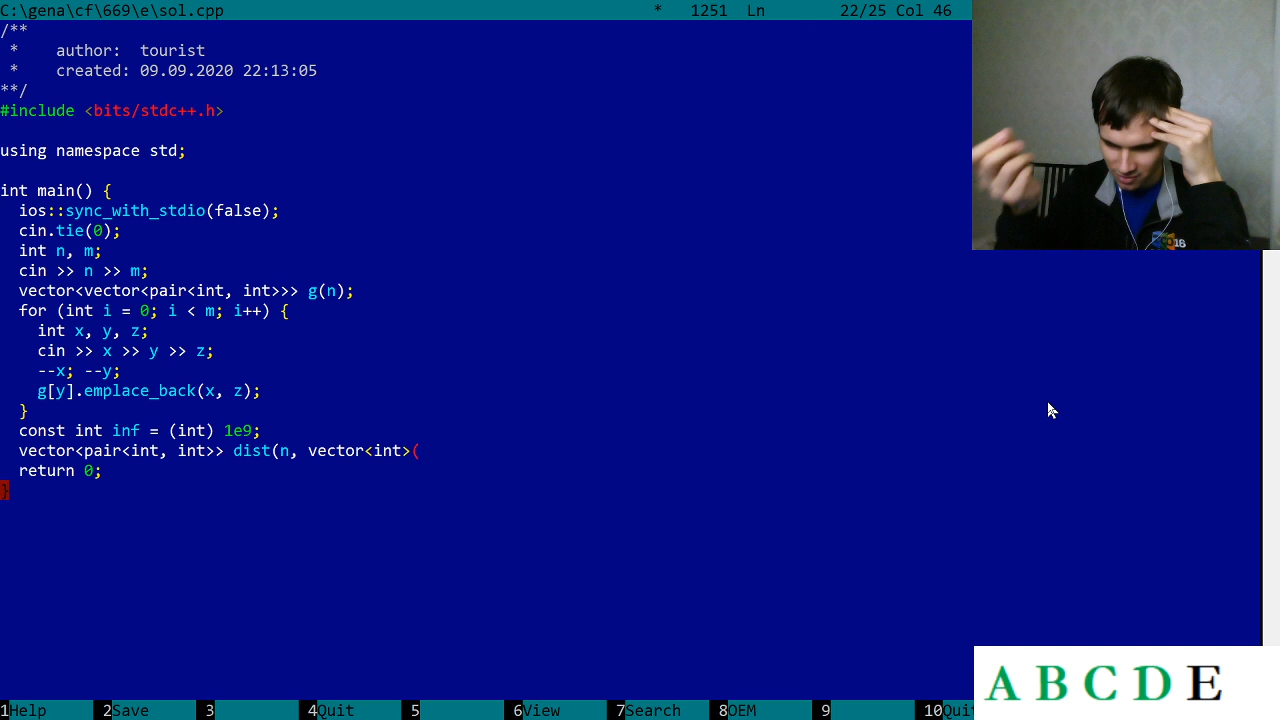 C:\gena\cf\669\e\sol.cpp * 1251 Ln 22/25 Col 46
/**
 *    author:  tourist
 *    created: 09.09.2020 22:13:05
**/
#include <bits/stdc++.h>
using namespace std;
int main() {
  ios::sync_with_stdio(false);
  cin.tie(0);
  int n, m;
  cin >> n >> m;
  vector<vector<pair<int, int>>> g(n);
  for (int i = 0; i < m; i++) {
    int x, y, z;
    cin >> x >> y >> z;
    --x; --y;
    g[y].emplace_back(x, z);
  }
  const int inf = (int) 1e9;
  vector<pair<int, int>> dist(n, vector<int>(
  return 0;
}
18
A B C D E
1Help 2Save 3 4Quit 5 6View 7Search 8OEM 9 10Quit